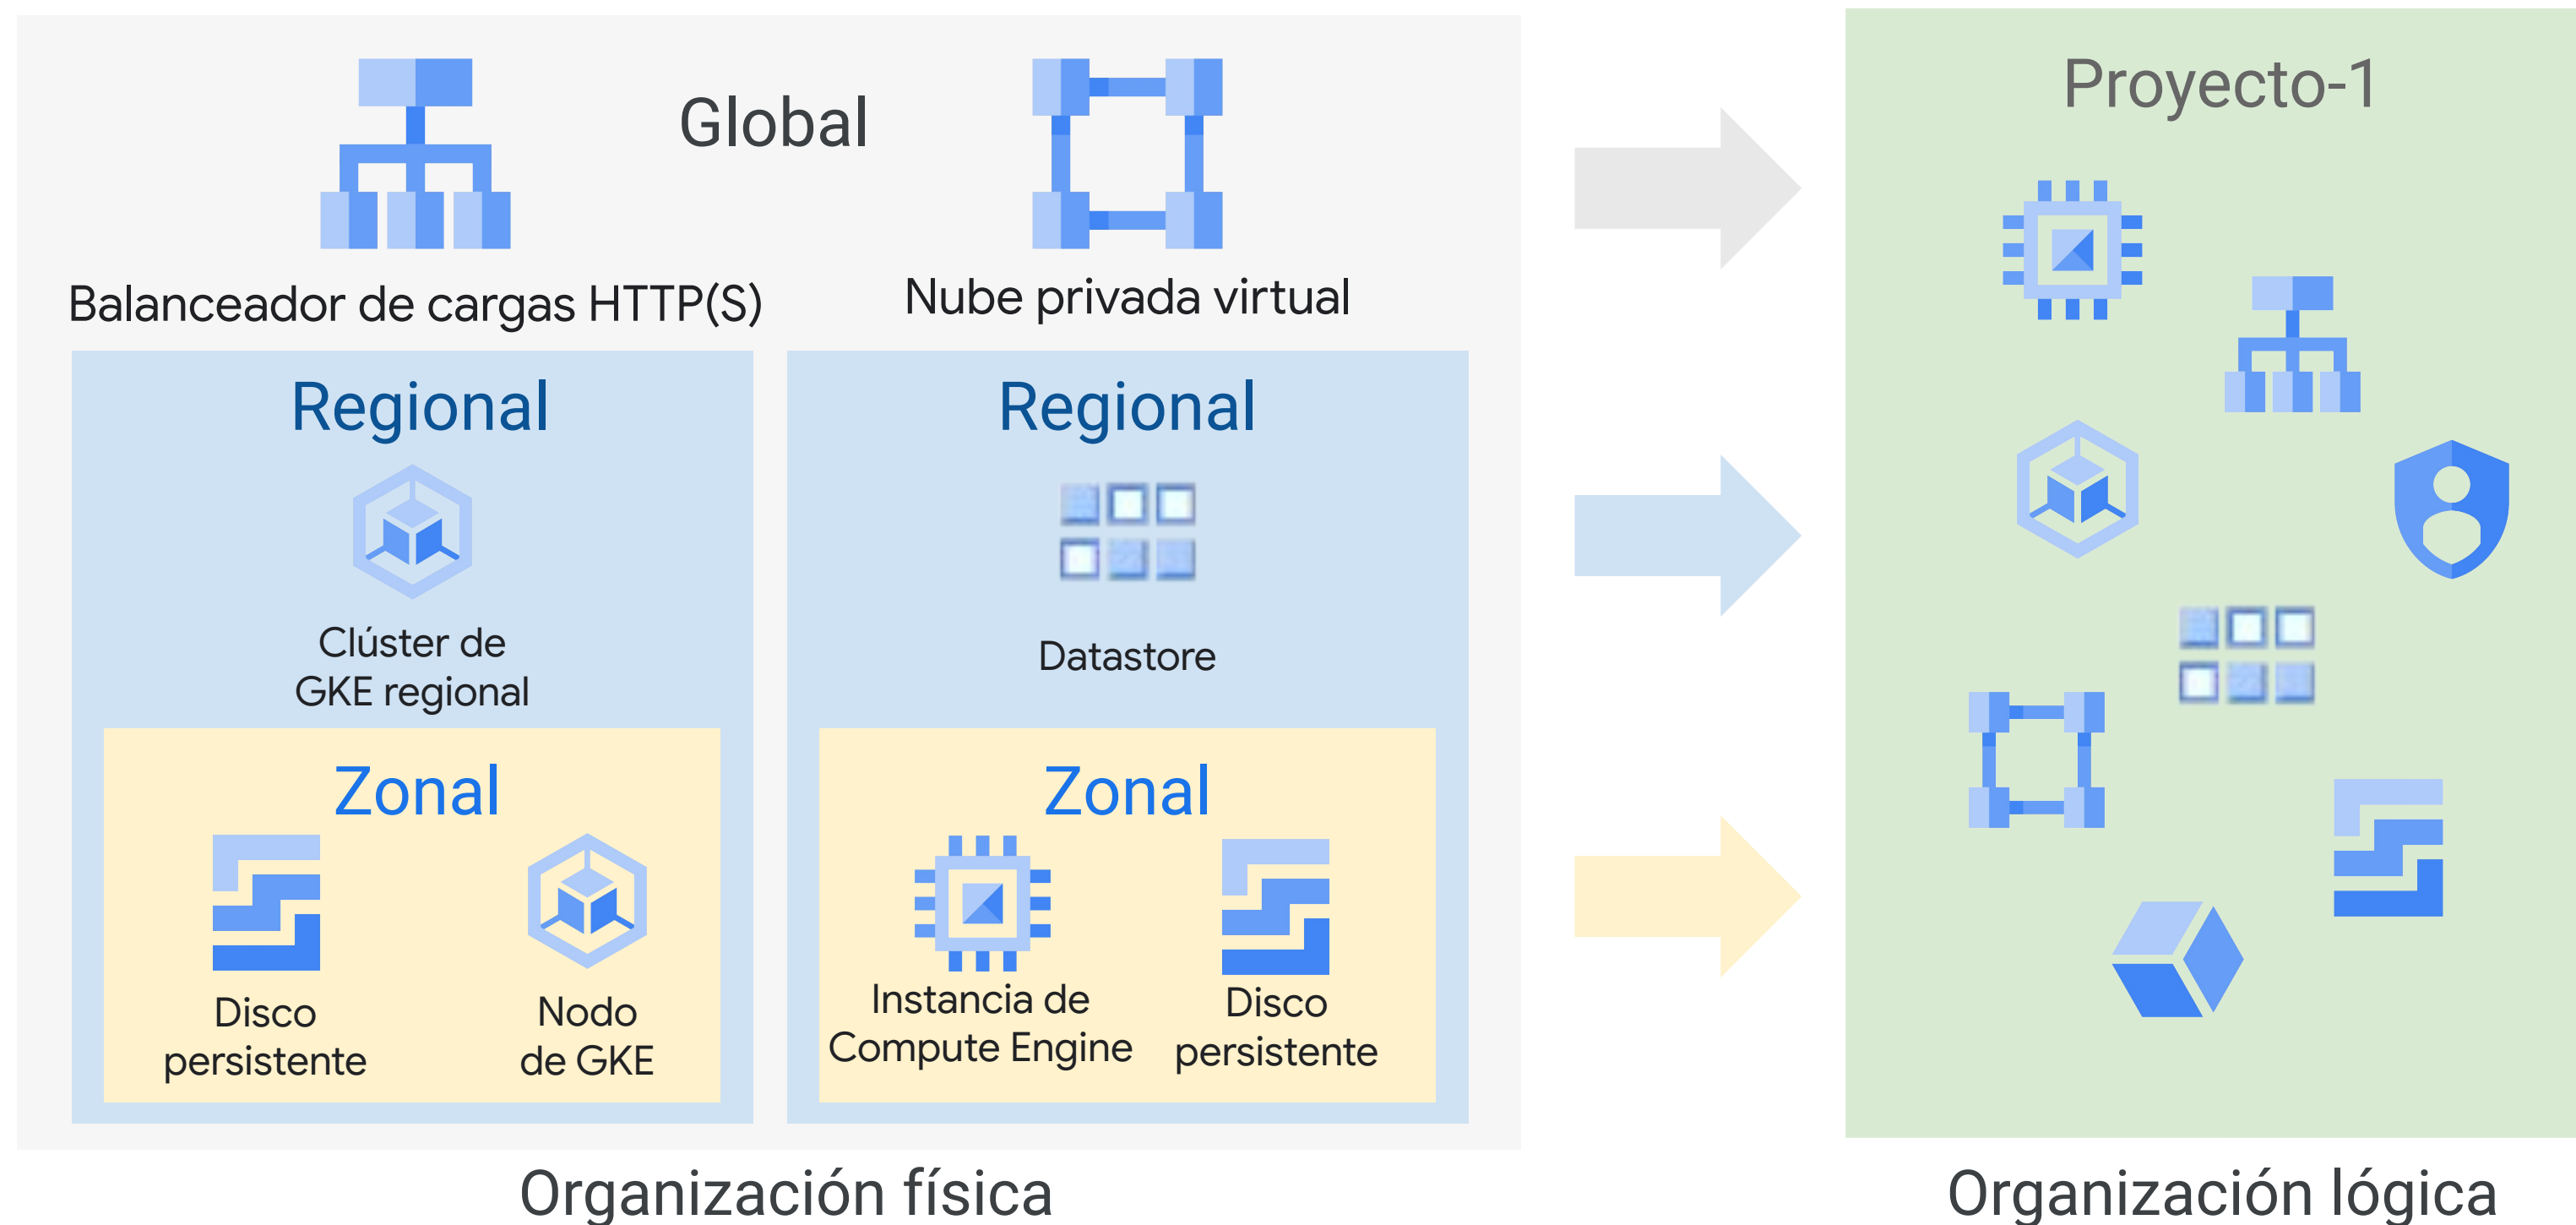 Global
Balanceador de cargas HTTP(S)
Nube privada virtual
Regional
Clúster de
GKE regional
Zonal
Disco
persistente
Nodo
de GKE
Regional
Datastore
Zonal
Instancia de
Compute Engine
Disco
persistente
Organización física
Proyecto-1
Organización lógica